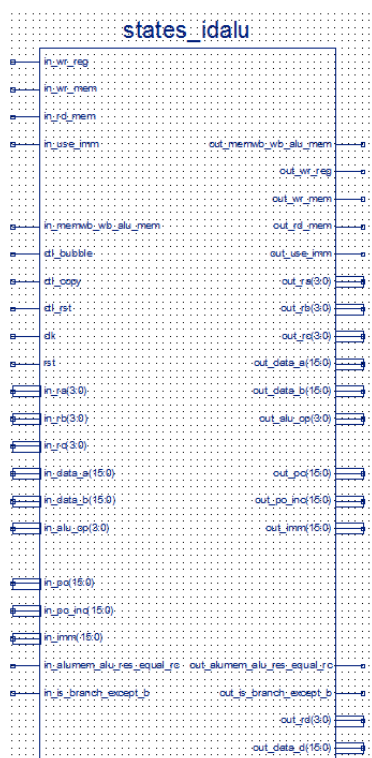 states_idalu
in_wr_reg
in_wr_mem
in_rd_mem
in_use_imm out_memwb_wb_alu_mem
out_wr_reg
out_wr_mem
in_memwb_wb_alu_mem out_rd_mem
ctl_bubble out_use_imm
ctl_copy out_ra(3:0)
ctl_rst out_rb(3:0)
clk out_rc(3:0)
rst out_data_a(15:0)
in_ra(3:0) out_data_b(15:0)
in_rb(3:0) out_alu_op(3:0)
in_rc(3:0)
in_data_a(15:0) out_pc(15:0)
in_data_b(15:0) out_pc_inc(15:0)
in_alu_op(3:0) out_imm(15:0)
in_pc(15:0)
in_pc_inc(15:0)
in_imm(15:0)
in_alumem_alu_res_equal_rc out_alumem_alu_res_equal_rc
in_is_branch_except_b out_is_branch_except_b
out_rd(3:0)
out_data_d(15:0)